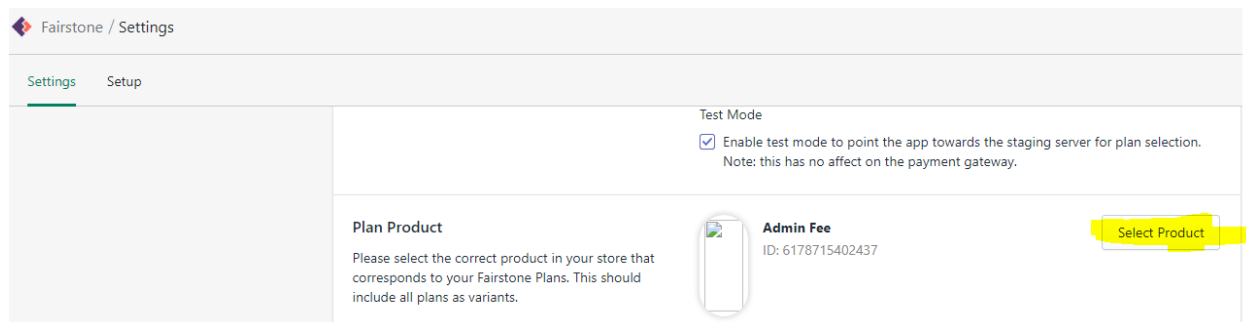 Fairstone / Settings
Settings Setup
Test Mode
Enable test mode to point the app towards the staging server for plan selection.
Note: this has no affect on the payment gateway.
Plan Product
Please select the correct product in your store that
corresponds to your Fairstone Plans. This should
include all plans as variants.
Admin Fee
ID: 6178715402437
Select Product